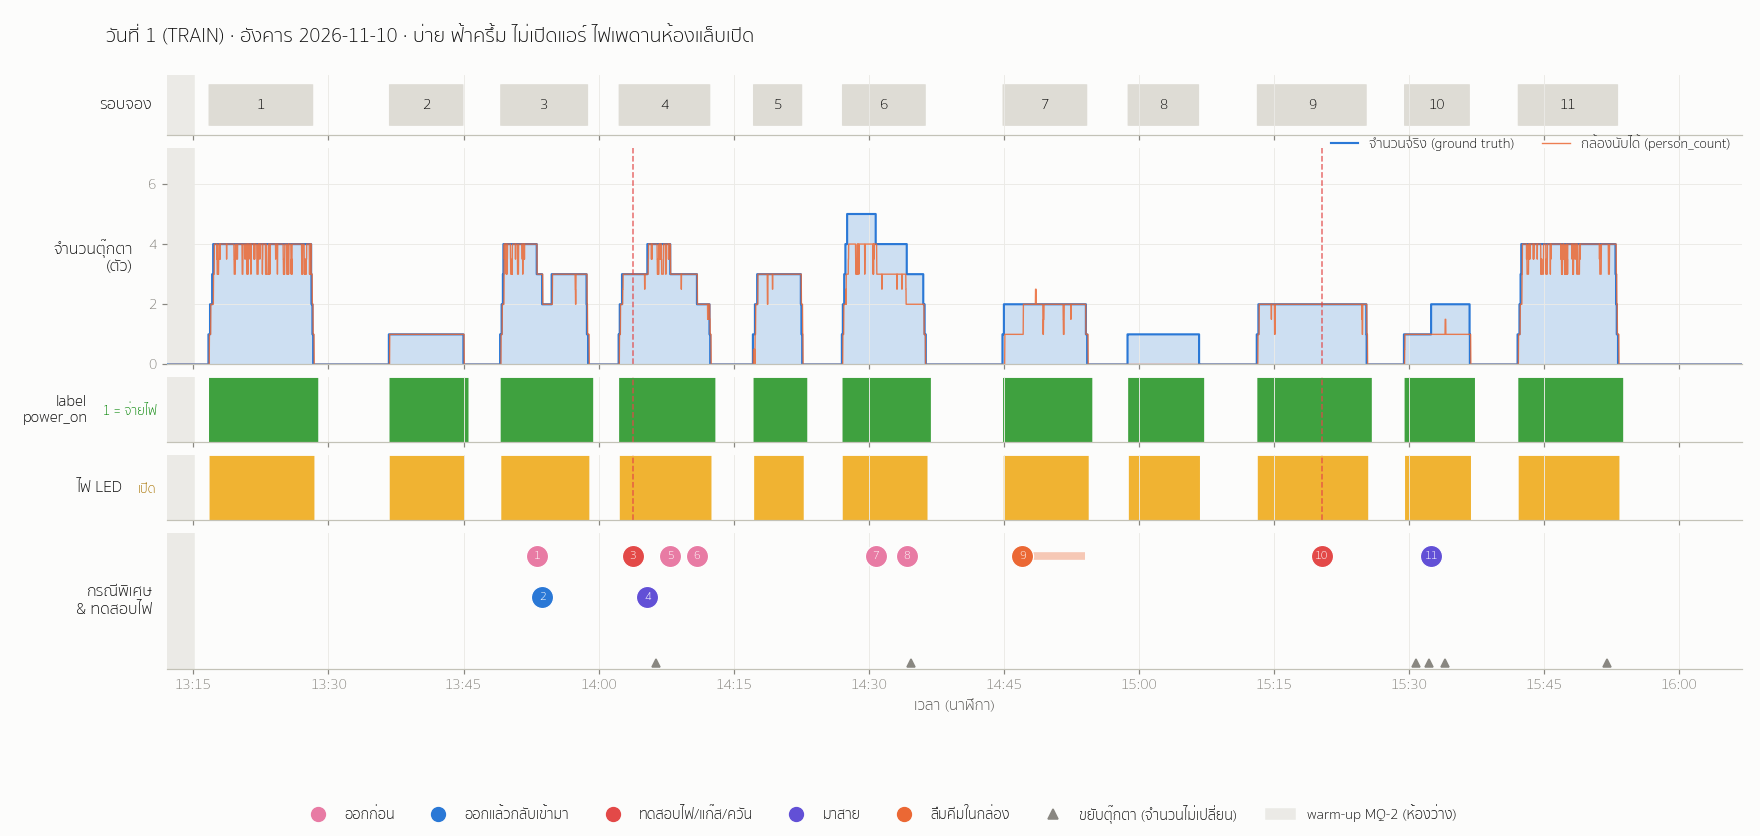 วันที่ 1 (TRAIN) · อังคาร 2026-11-10 · บ่าย ฟ้าครึ้ม ไม่เปิดแอร์ ไฟเพดานห้องแล็บเปิด
รอบจอง
1 2 3 4 5 6 7 8 9 10 11
จำนวนจริง (ground truth) กล้องนับได้ (person_count)
6
4
2
0
จำนวนตุ๊กตา
(ตัว)
label
power_on
1 = จ่ายไฟ
ไฟ LED เปิด
กรณีพิเศษ
& ทดสอบไฟ
1 3 5 6 7 8 9 10 11
2 4
13:15 13:30 13:45 14:00 14:15 14:30 14:45 15:00 15:15 15:30 15:45 16:00
เวลา (นาฬิกา)
ออกก่อน ออกแล้วกลับเข้ามา ทดสอบไฟ/แก๊ส/ควัน มาสาย ลืมคีมในกล่อง ขยับตุ๊กตา (จำนวนไม่เปลี่ยน) warm-up MQ-2 (ห้องว่าง)